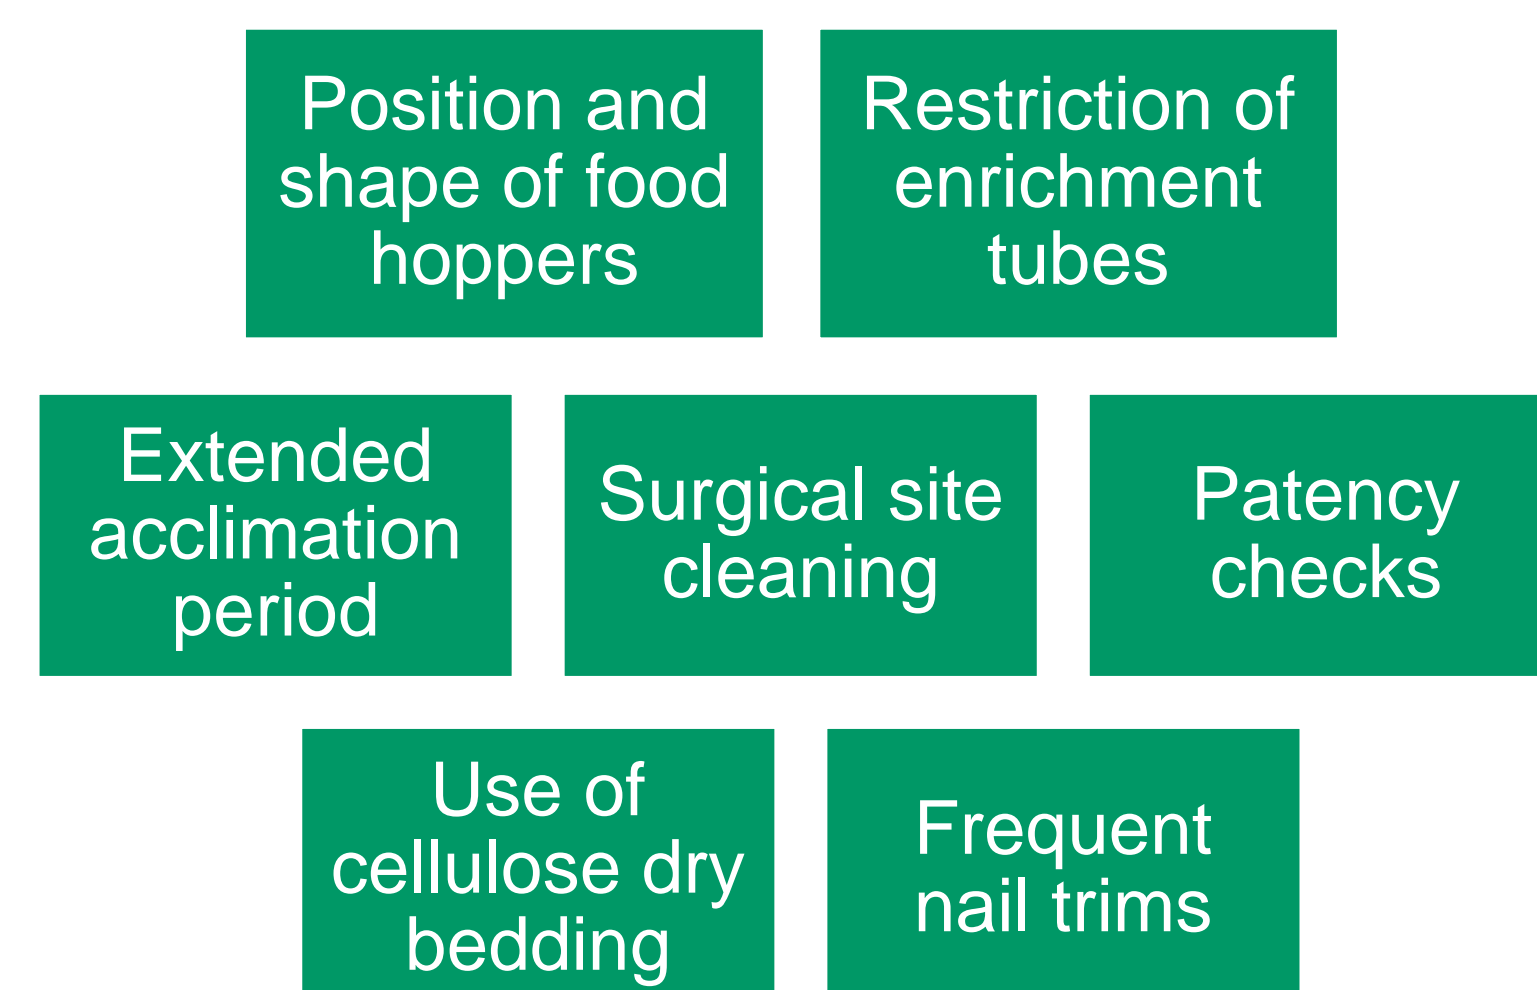 Position and
shape of food
hoppers
Restriction of
enrichment
tubes
Extended
acclimation
period
Surgical site
cleaning
Patency
checks
Use of
cellulose dry
bedding
Frequent
nail trims